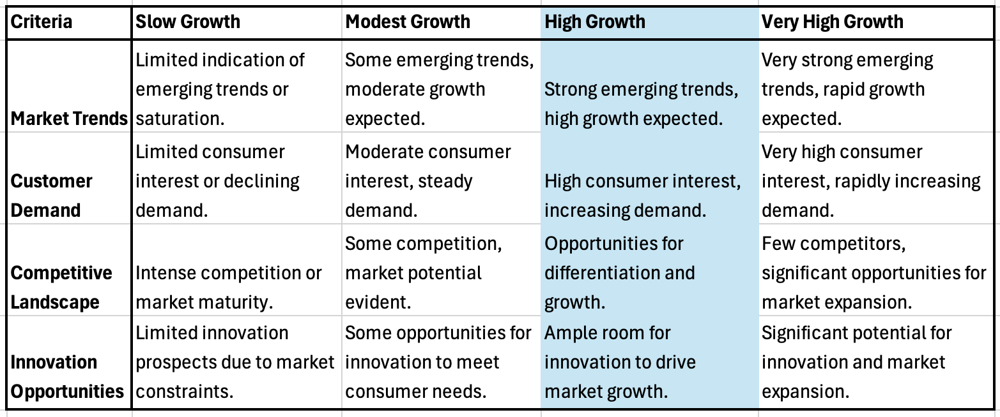 Criteria
Slow Growth
Modest Growth
High Growth
Very High Growth
Market Trends
Limited indication of
emerging trends or
saturation.
Some emerging trends,
moderate growth
expected.
Strong emerging trends,
high growth expected.
Very strong emerging
trends, rapid growth
expected.
Customer
Demand
Limited consumer
interest or declining
demand.
Moderate consumer
interest, steady
demand.
High consumer interest,
increasing demand.
Very high consumer
interest, rapidly increasing
demand.
Competitive
Landscape
Intense competition or
market maturity.
Some competition,
market potential
evident.
Opportunities for
differentiation and
growth.
Few competitors,
significant opportunities for
market expansion.
Innovation
Opportunities
Limited innovation
prospects due to market
constraints.
Some opportunities for
innovation to meet
consumer needs.
Ample room for
innovation to drive
market growth.
Significant potential for
innovation and market
expansion.